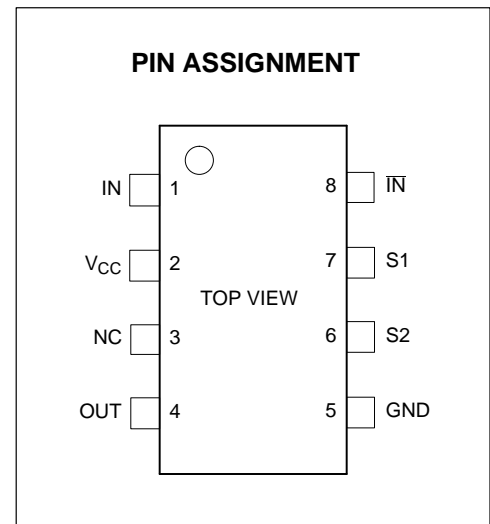 PIN ASSIGNMENT
IN 1 8 I̅N̅
VCC 2 7 S1
TOP VIEW
NC 3 6 S2
OUT 4 5 GND